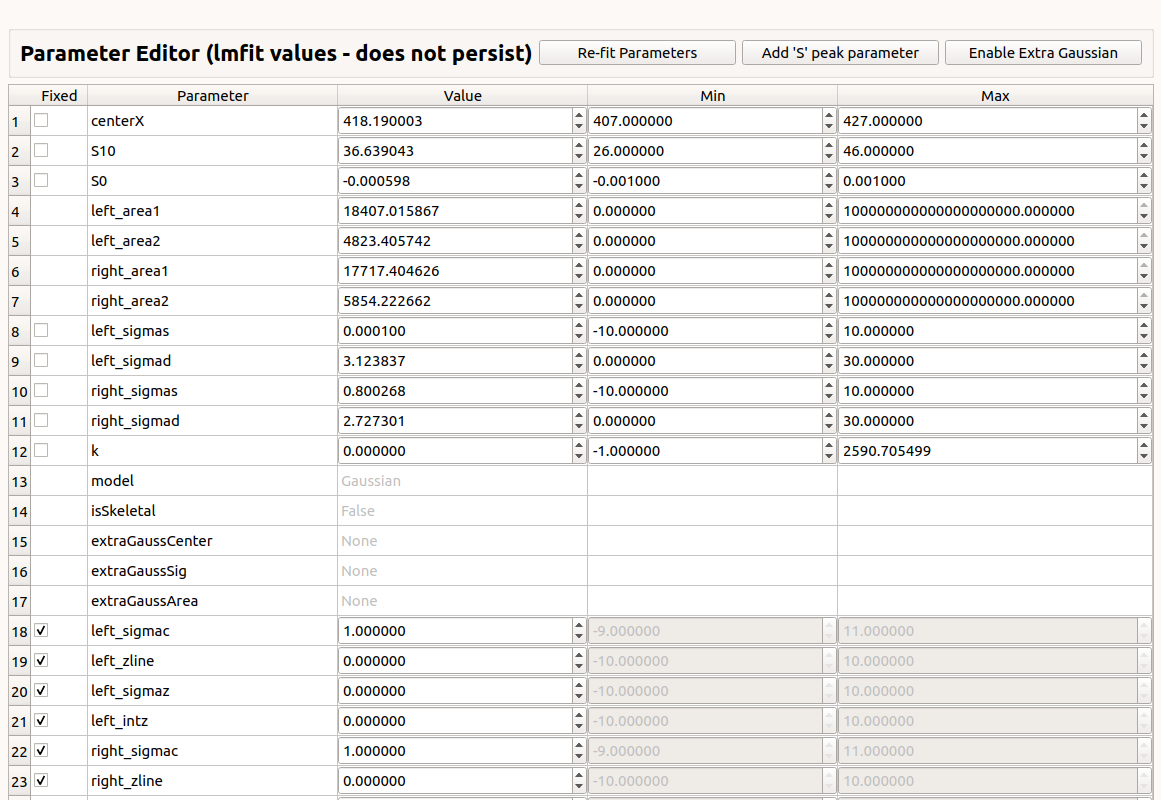 Parameter Editor (lmfit values - does not persist) Re-fit Parameters Add 'S' peak parameter Enable Extra Gaussian
Fixed Parameter Value Min Max
1 centerX 418.190003 407.000000 427.000000
2 S10 36.639043 26.000000 46.000000
3 S0 -0.000598 -0.001000 0.001000
4 left_area1 18407.015867 0.000000 100000000000000000000.000000
5 left_area2 4823.405742 0.000000 100000000000000000000.000000
6 right_area1 17717.404626 0.000000 100000000000000000000.000000
7 right_area2 5854.222662 0.000000 100000000000000000000.000000
8 left_sigmas 0.000100 -10.000000 10.000000
9 left_sigmad 3.123837 0.000000 30.000000
10 right_sigmas 0.800268 -10.000000 10.000000
11 right_sigmad 2.727301 0.000000 30.000000
12 k 0.000000 -1.000000 2590.705499
13 model Gaussian
14 isSkeletal False
15 extraGaussCenter None
16 extraGaussSig None
17 extraGaussArea None
18 left_sigmac 1.000000 -9.000000 11.000000
19 left_zline 0.000000 -10.000000 10.000000
20 left_sigmaz 0.000000 -10.000000 10.000000
21 left_intz 0.000000 -10.000000 10.000000
22 right_sigmac 1.000000 -9.000000 11.000000
23 right_zline 0.000000 -10.000000 10.000000